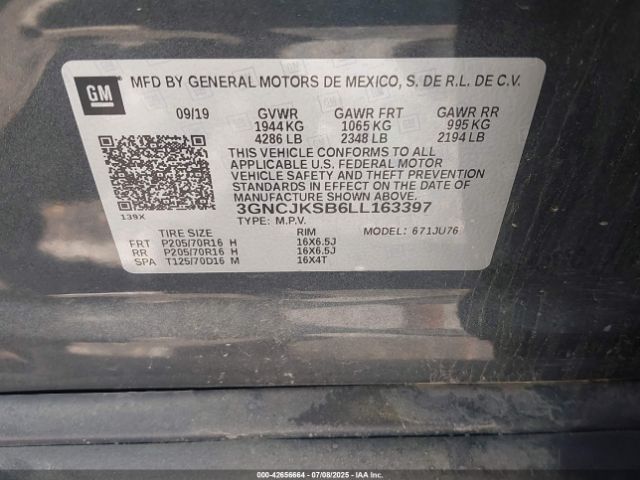 GM
MFD BY GENERAL MOTORS DE MEXICO, S. DE R.L. DE C.V.
09/19 GVWR GAWR FRT GAWR RR
1944 KG 1065 KG 995 KG
4286 LB 2348 LB 2194 LB
THIS VEHICLE CONFORMS TO ALL
APPLICABLE U.S. FEDERAL MOTOR
VEHICLE SAFETY, BUMPER, AND THEFT
PREVENTION STANDARDS IN EFFECT ON THE
DATE OF MANUFACTURE SHOWN ABOVE.
139X
3GNCJKSB6LL163397
TYPE: M.P.V. MODEL: 671JU76
TIRE SIZE RIM
FRT P205/70R16 H 16X6.5J
RR P205/70R16 H 16X6.5J
SPA T125/70D16 M 16X4T
000-42656664 - 07/08/2025 - IAA Inc.